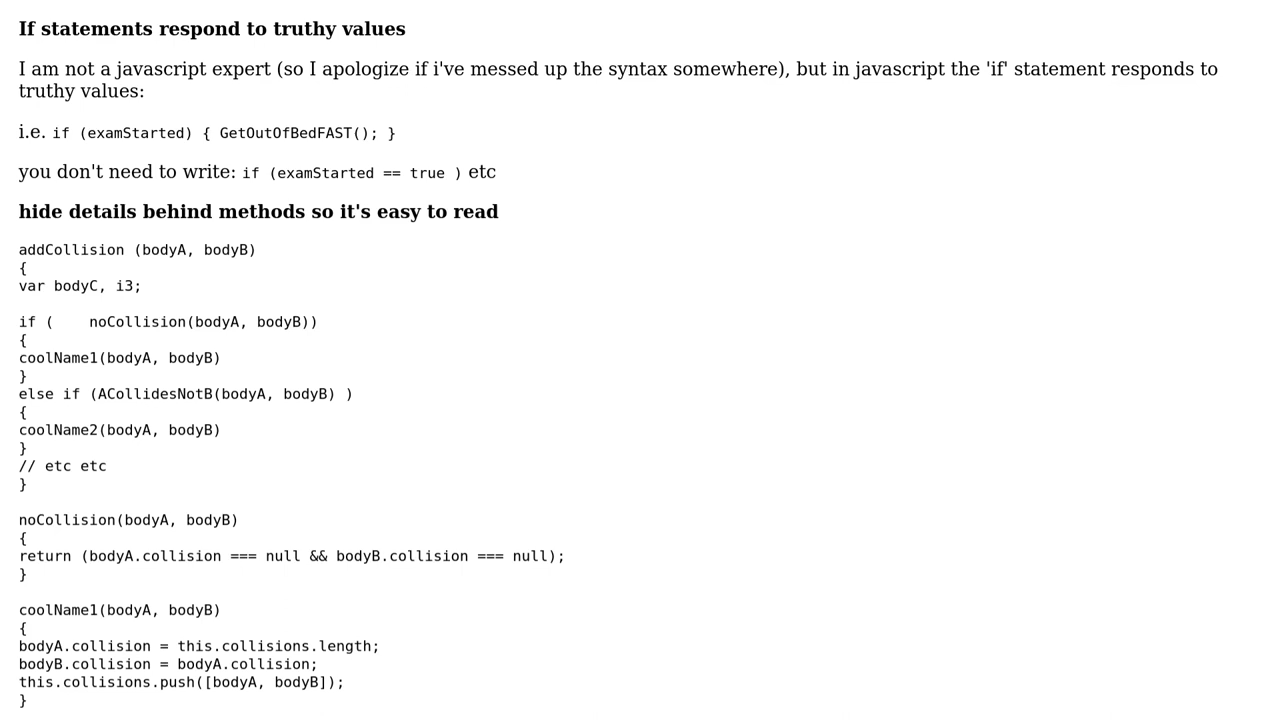 If statements respond to truthy values
I am not a javascript expert (so I apologize if i've messed up the syntax somewhere), but in javascript the 'if' statement responds to
truthy values:
i.e. if (examStarted) { GetOutOfBedFAST(); }
you don't need to write: if (examStarted == true ) etc
hide details behind methods so it's easy to read
addCollision (bodyA, bodyB)
{
var bodyC, i3;
if (    noCollision(bodyA, bodyB))
{
coolName1(bodyA, bodyB)
}
else if (ACollidesNotB(bodyA, bodyB) )
{
coolName2(bodyA, bodyB)
}
// etc etc
}
noCollision(bodyA, bodyB)
{
return (bodyA.collision === null && bodyB.collision === null);
}
coolName1(bodyA, bodyB)
{
bodyA.collision = this.collisions.length;
bodyB.collision = bodyA.collision;
this.collisions.push([bodyA, bodyB]);
}